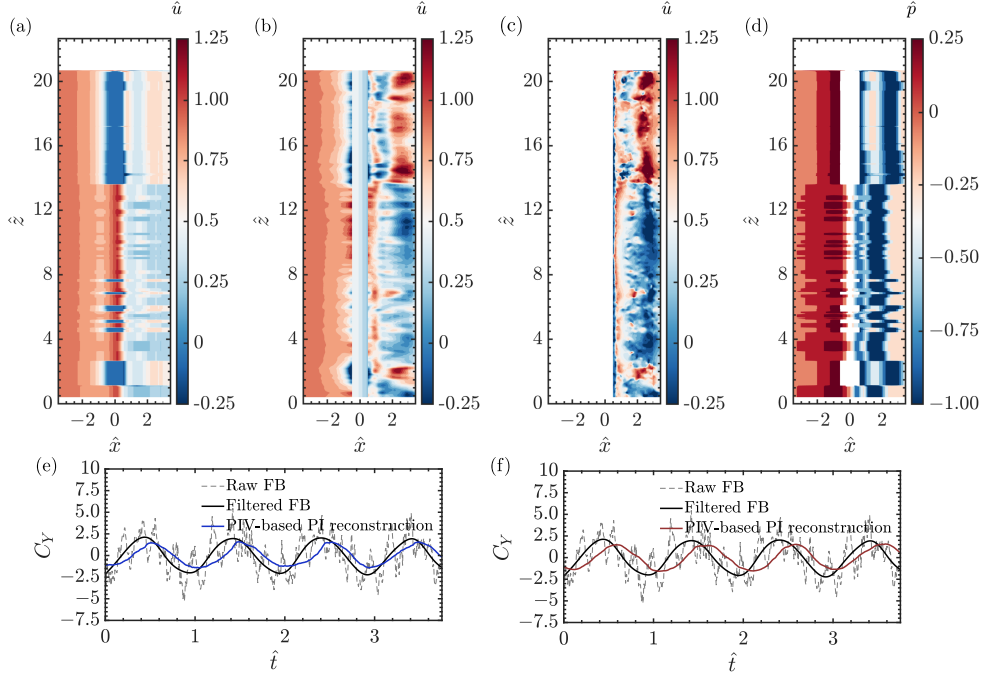 (a)
û
(b)
û
(c)
û
(d)
p̂
ẑ
20
16
12
8
4
0
−2 0 2
x̂
1.25
1.00
0.75
0.5
0.25
0
-0.25
ẑ
20
16
12
8
4
0
−2 0 2
x̂
1.25
1.00
0.75
0.5
0.25
0
-0.25
ẑ
20
16
12
8
4
0
−2 0 2
x̂
1.25
1.00
0.75
0.5
0.25
0
-0.25
ẑ
20
16
12
8
4
0
−2 0 2
x̂
0.25
0
−0.25
−0.50
−0.75
−1.00
(e)
C_Y
10
7.5
5
2.5
0
−2.5
−5
−7.5
Raw FB
Filtered FB
PIV-based PI reconstruction
0 1 2 3
t̂
(f)
C_Y
10
7.5
5
2.5
0
−2.5
−5
−7.5
Raw FB
Filtered FB
PIV-based PI reconstruction
0 1 2 3
t̂